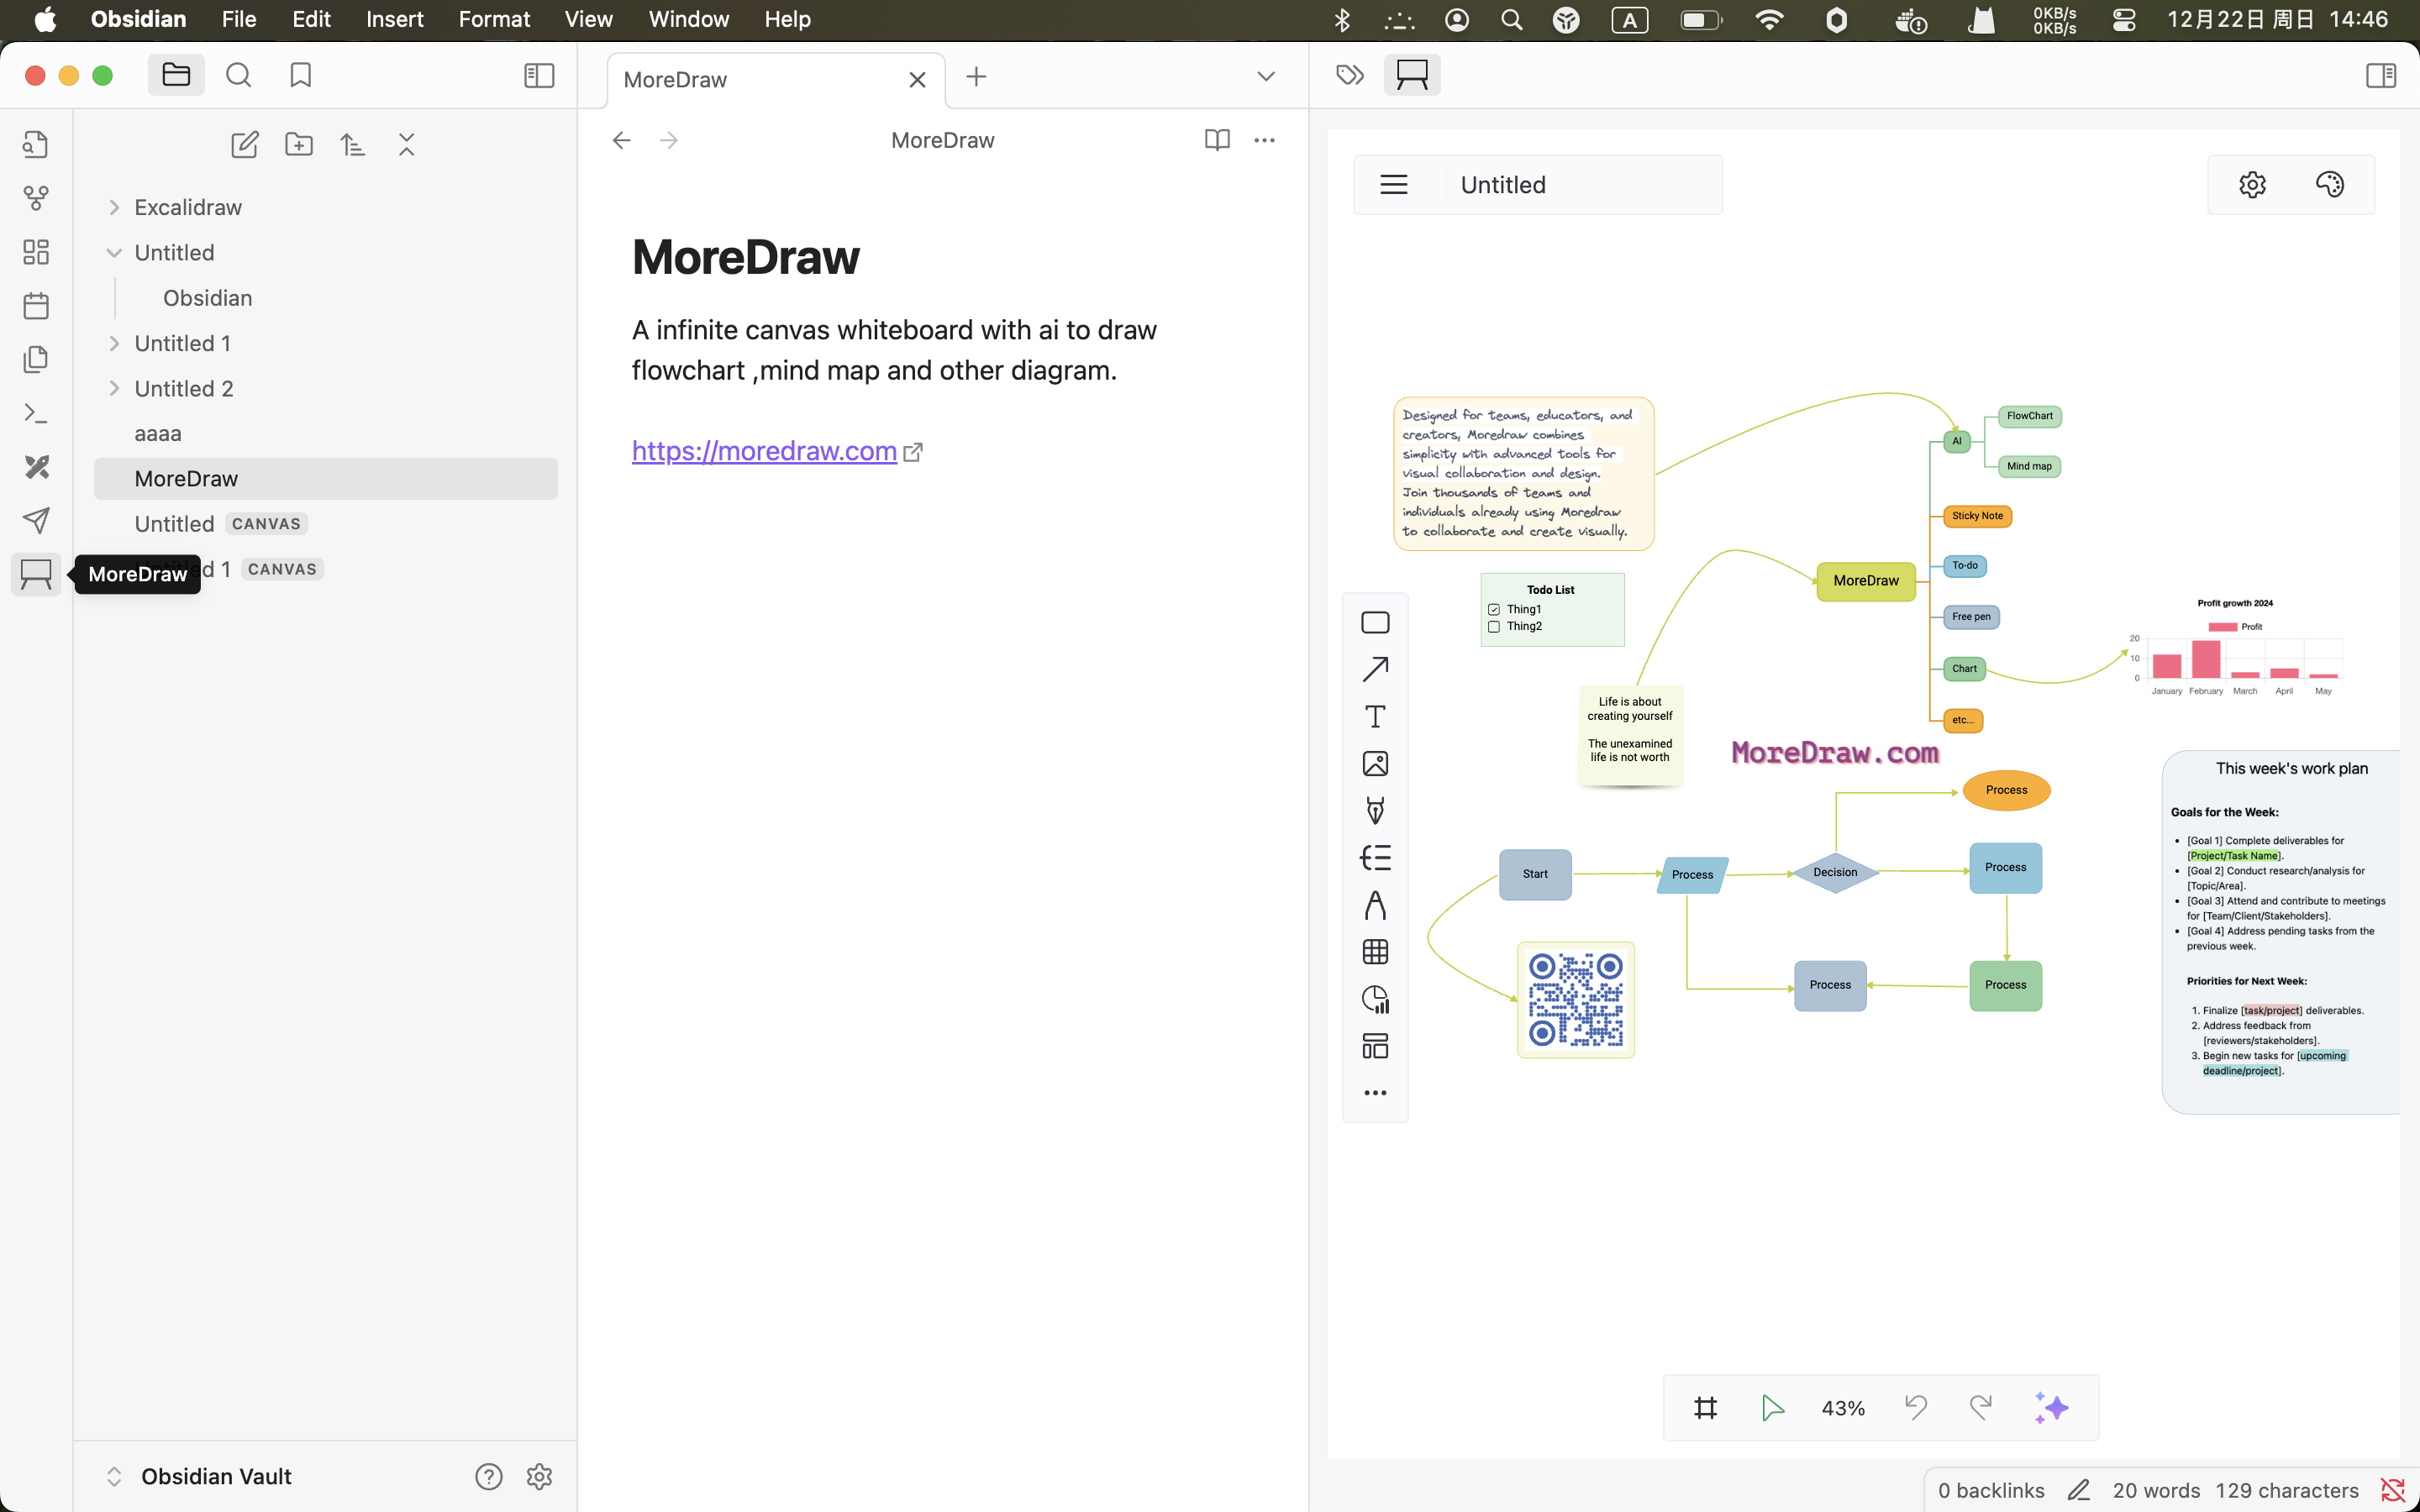 Obsidian File Edit Insert Format View Window Help
A
0KB/s
0KB/s
12月22日 周日 14:46
MoreDraw
MoreDraw
Excalidraw
Untitled
Obsidian
Untitled 1
Untitled 2
aaaa
MoreDraw
Untitled CANVAS
MoreDraw
d 1 CANVAS
Obsidian Vault
MoreDraw
A infinite canvas whiteboard with ai to draw
flowchart ,mind map and other diagram.
https://moredraw.com
Untitled
Designed for teams, educators, and
creators, Moredraw combines
simplicity with advanced tools for
visual collaboration and design.
Join thousands of teams and
individuals already using Moredraw
to collaborate and create visually.
Todo List
Thing1
Thing2
Life is about
creating yourself
The unexamined
life is not worth
MoreDraw
AI
FlowChart
Mind map
Sticky Note
To-do
Free pen
Chart
etc...
Profit growth 2024
Profit
20
10
0
January February March April May
MoreDraw.com
Start
Process
Decision
Process
Process
Process
Process
This week's work plan
Goals for the Week:
• [Goal 1] Complete deliverables for
[Project/Task Name].
• [Goal 2] Conduct research/analysis for
[Topic/Area].
• [Goal 3] Attend and contribute to meetings
for [Team/Client/Stakeholders].
• [Goal 4] Address pending tasks from the
previous week.
Priorities for Next Week:
1. Finalize [task/project] deliverables.
2. Address feedback from
[reviewers/stakeholders].
3. Begin new tasks for [upcoming
deadline/project].
43%
0 backlinks 20 words 129 characters